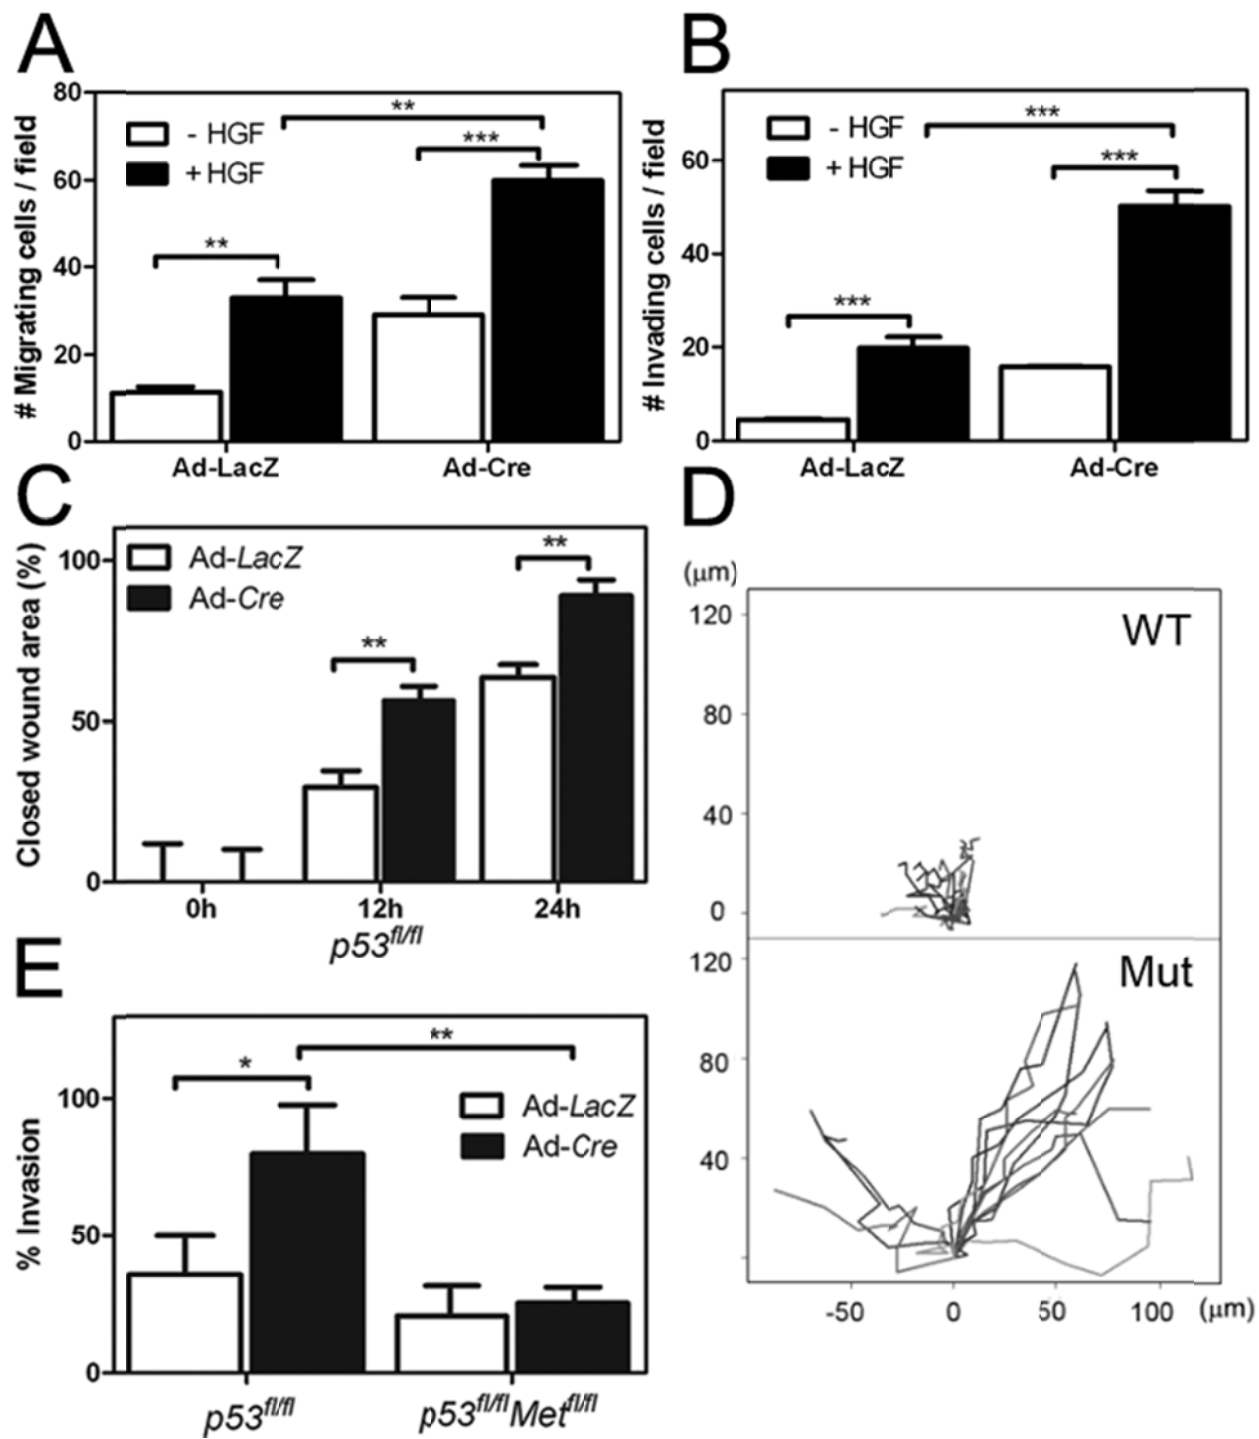 A
# Migrating cells / field
80
60
40
20
0
- HGF
+ HGF
**
**
***
Ad-LacZ
Ad-Cre
B
# Invading cells / field
60
40
20
0
- HGF
+ HGF
***
***
***
Ad-LacZ
Ad-Cre
C
Closed wound area (%)
100
50
0
Ad-LacZ
Ad-Cre
**
**
0h
12h
24h
p53fl/fl
D
(μm)
120
80
40
0
WT
120
80
40
Mut
-50
0
50
100
(μm)
E
% Invasion
100
50
0
*
**
Ad-LacZ
Ad-Cre
p53fl/fl
p53fl/flMetfl/fl